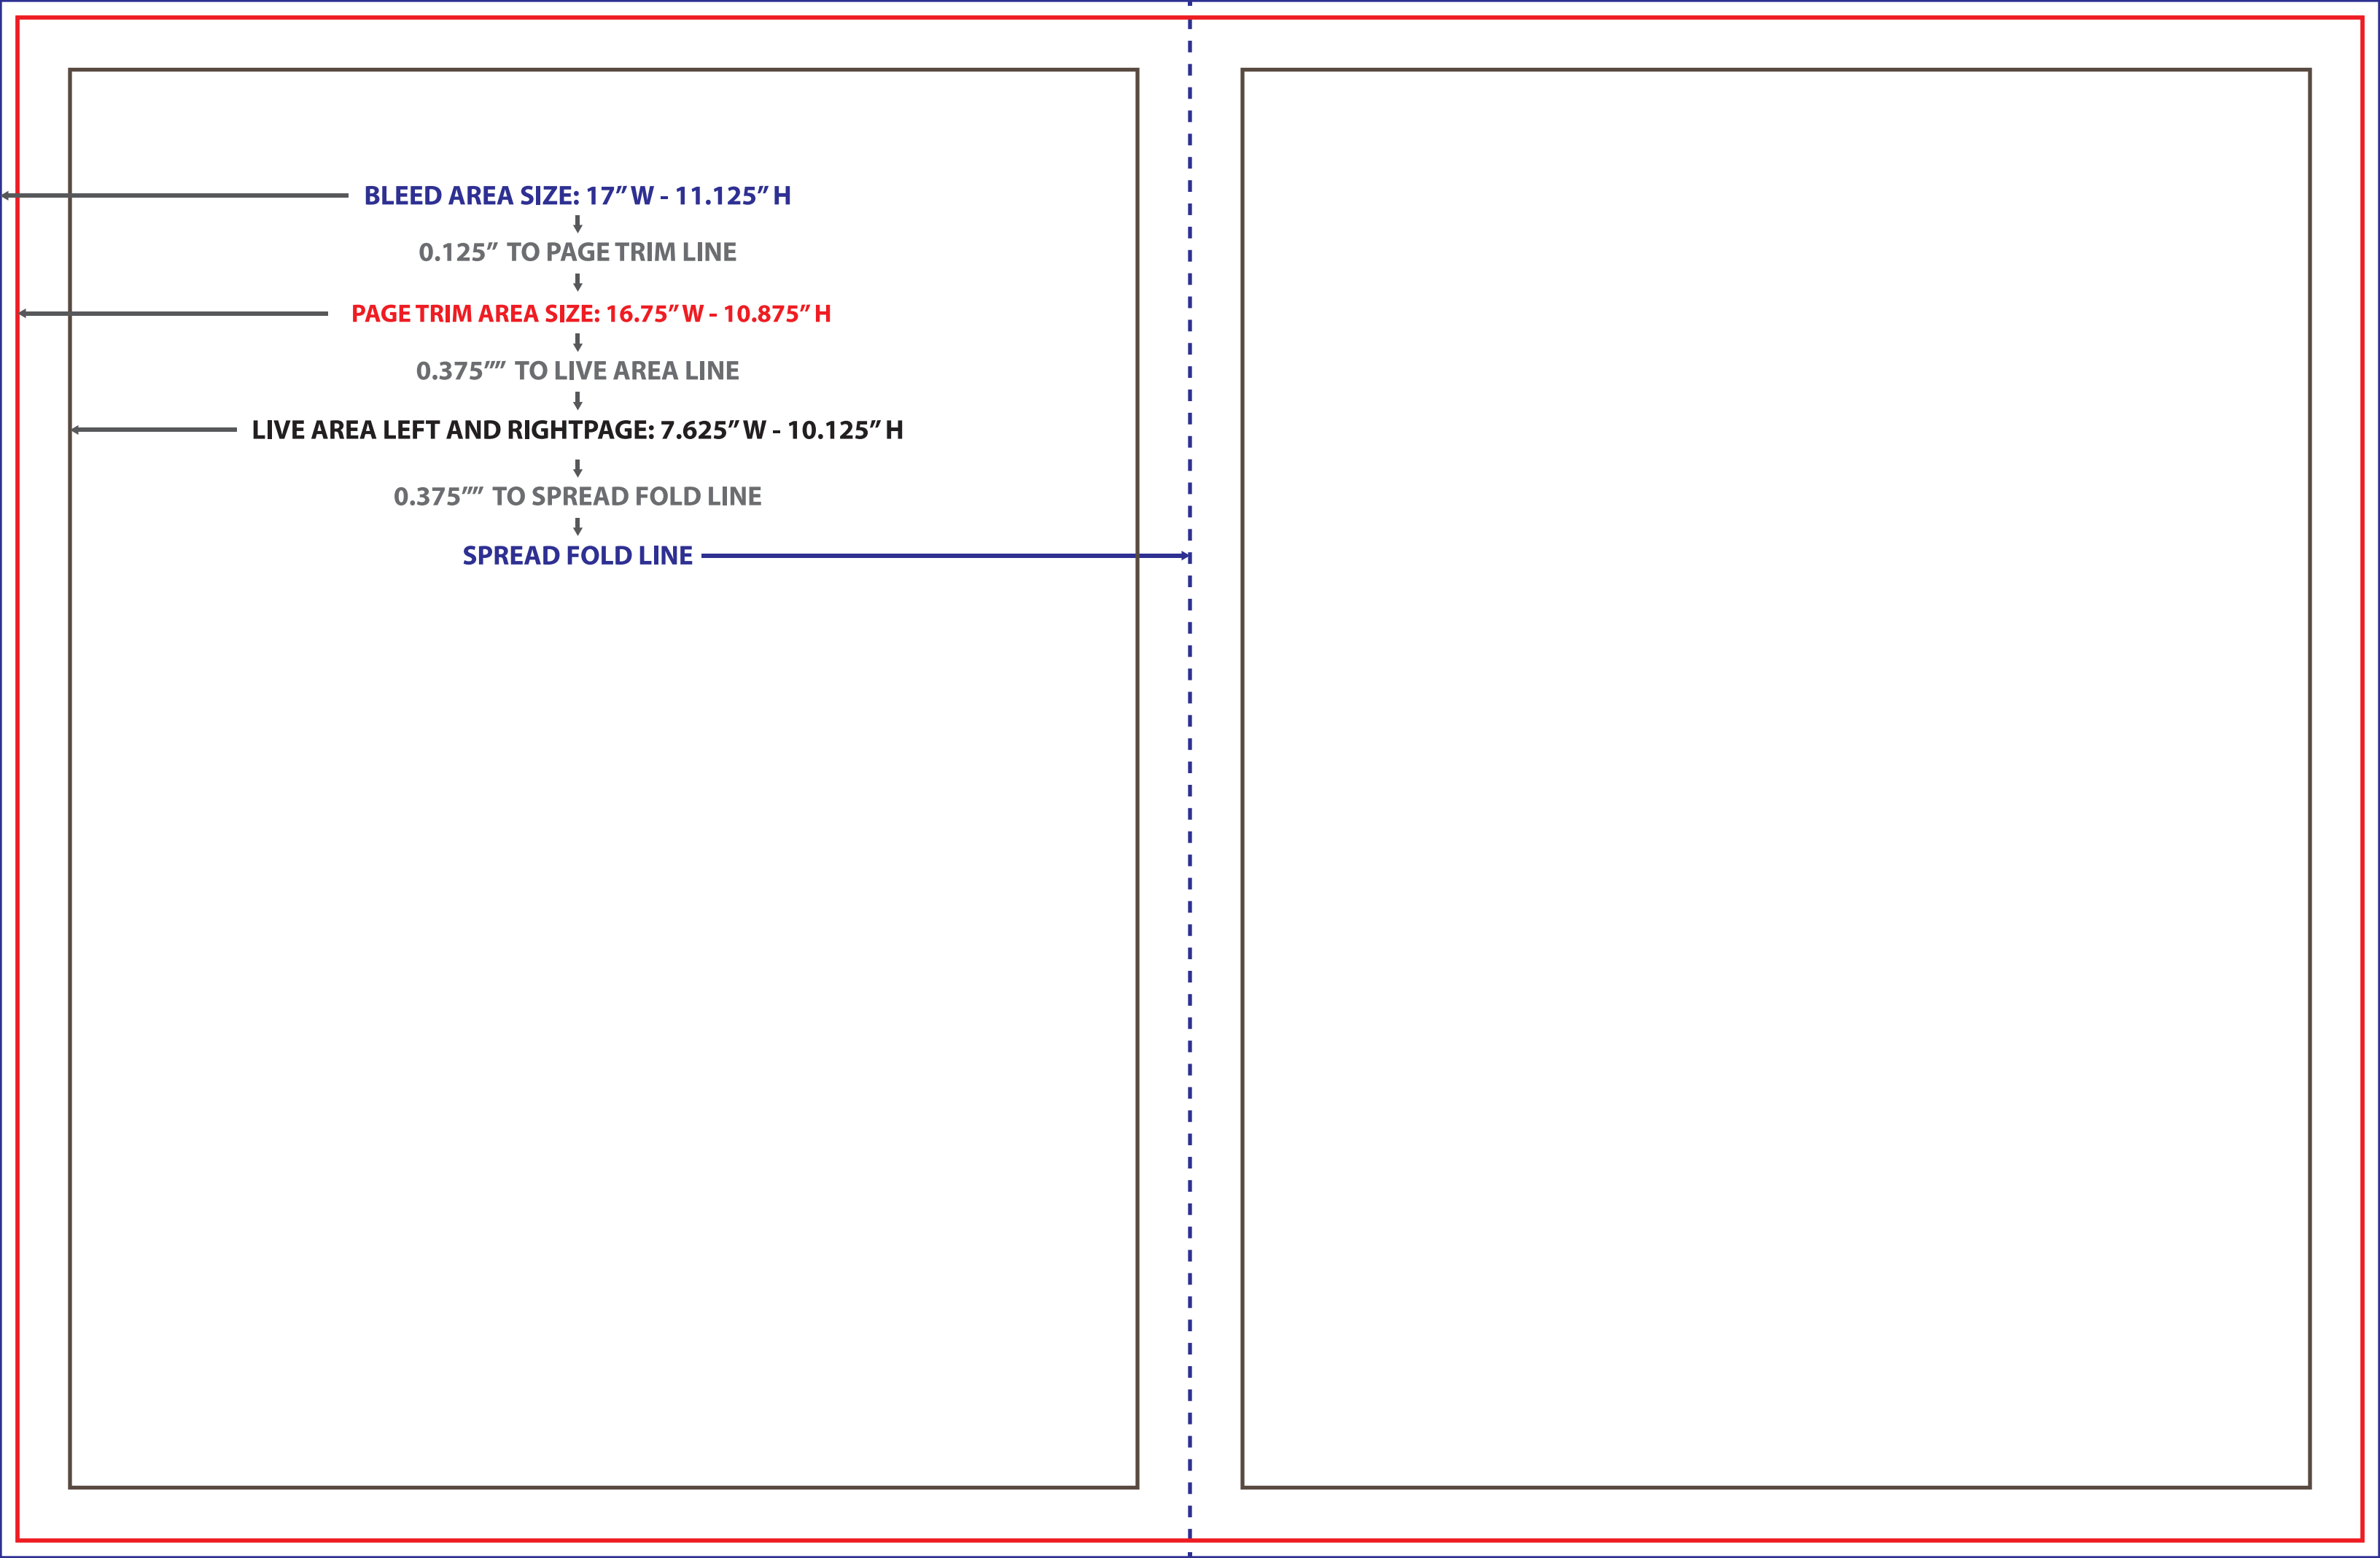 BLEED AREA SIZE: 17” W - 11.125” H
0.125” TO PAGE TRIM LINE
PAGE TRIM AREA SIZE: 16.75” W - 10.875” H
0.375”” TO LIVE AREA LINE
LIVE AREA LEFT AND RIGHTPAGE: 7.625” W - 10.125” H
0.375”” TO SPREAD FOLD LINE
SPREAD FOLD LINE